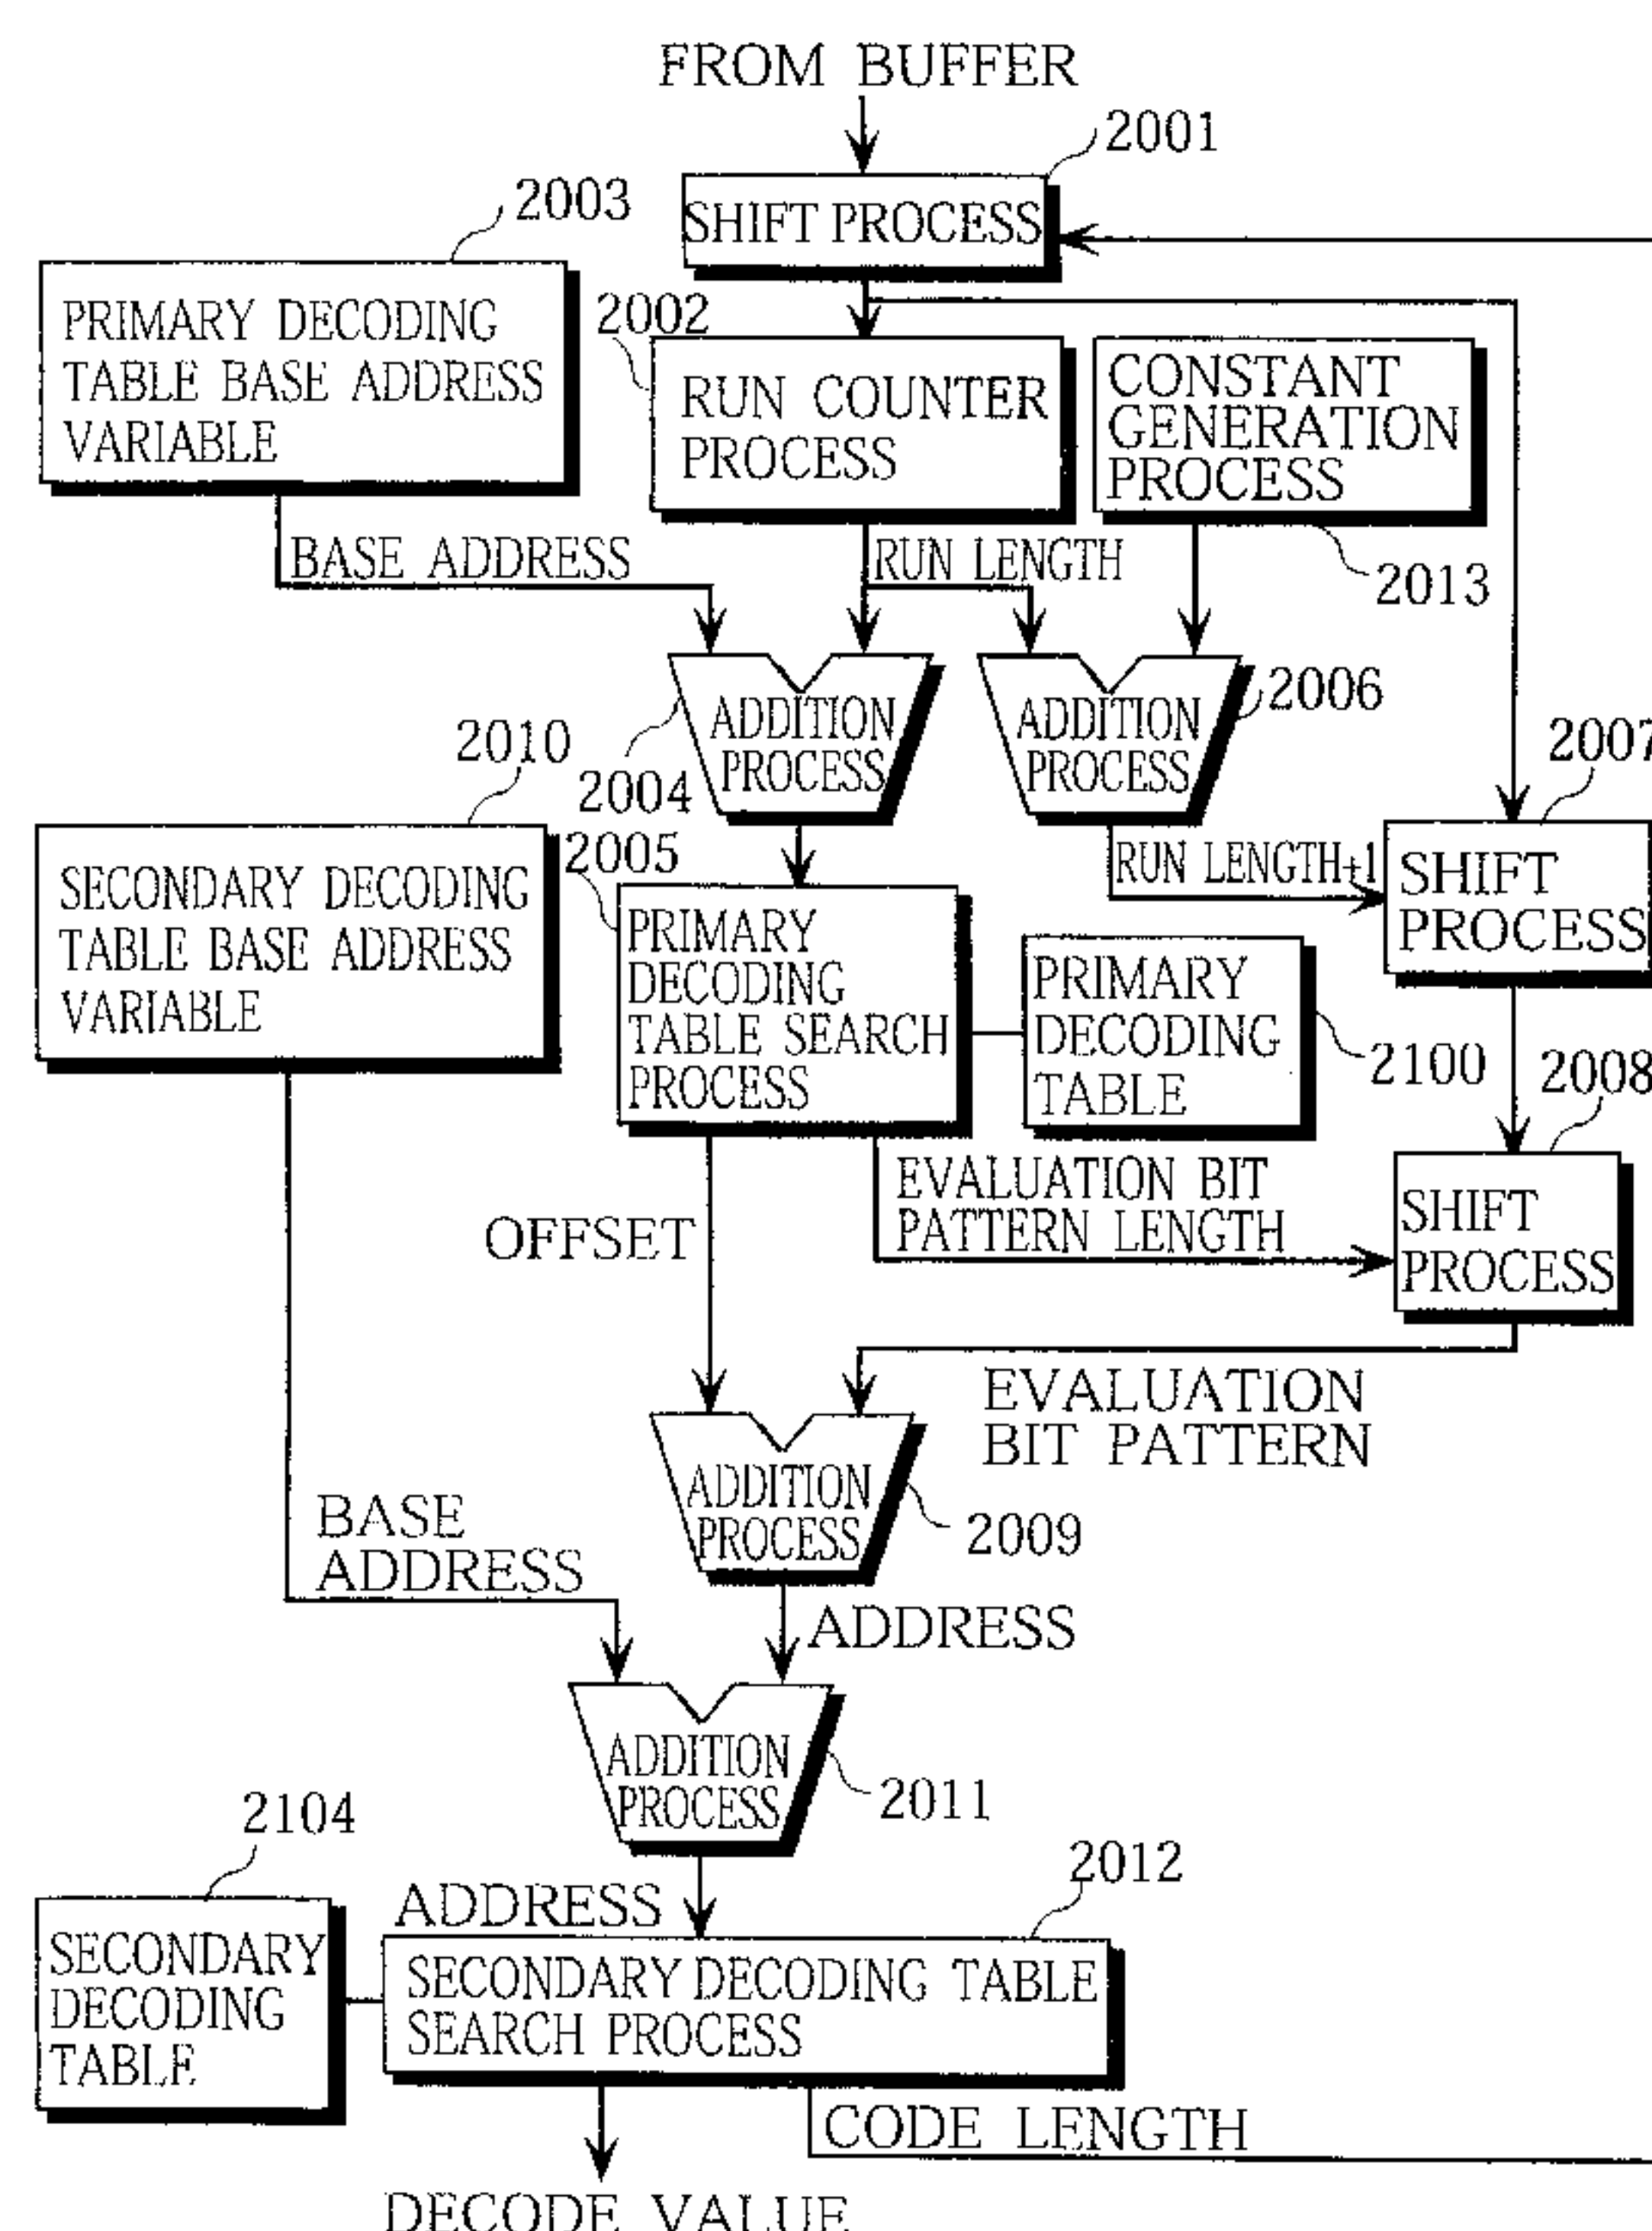 FROM BUFFER
2001
SHIFT PROCESS
2003
PRIMARY DECODING
TABLE BASE ADDRESS
VARIABLE
2002
RUN COUNTER
PROCESS
CONSTANT
GENERATION
PROCESS
2013
BASE ADDRESS
RUN LENGTH
ADDITION
PROCESS
2004
ADDITION
PROCESS
2006
2007
SHIFT
PROCESS
RUN LENGTH+1
2010
SECONDARY DECODING
TABLE BASE ADDRESS
VARIABLE
2005
PRIMARY
DECODING
TABLE SEARCH
PROCESS
PRIMARY
DECODING
TABLE
2100
2008
SHIFT
PROCESS
OFFSET
EVALUATION BIT
PATTERN LENGTH
EVALUATION
BIT PATTERN
ADDITION
PROCESS
2009
BASE
ADDRESS
ADDRESS
ADDITION
PROCESS
2011
2104
SECONDARY
DECODING
TABLE
ADDRESS
2012
SECONDARY DECODING TABLE
SEARCH PROCESS
CODE LENGTH
DECODE VALUE